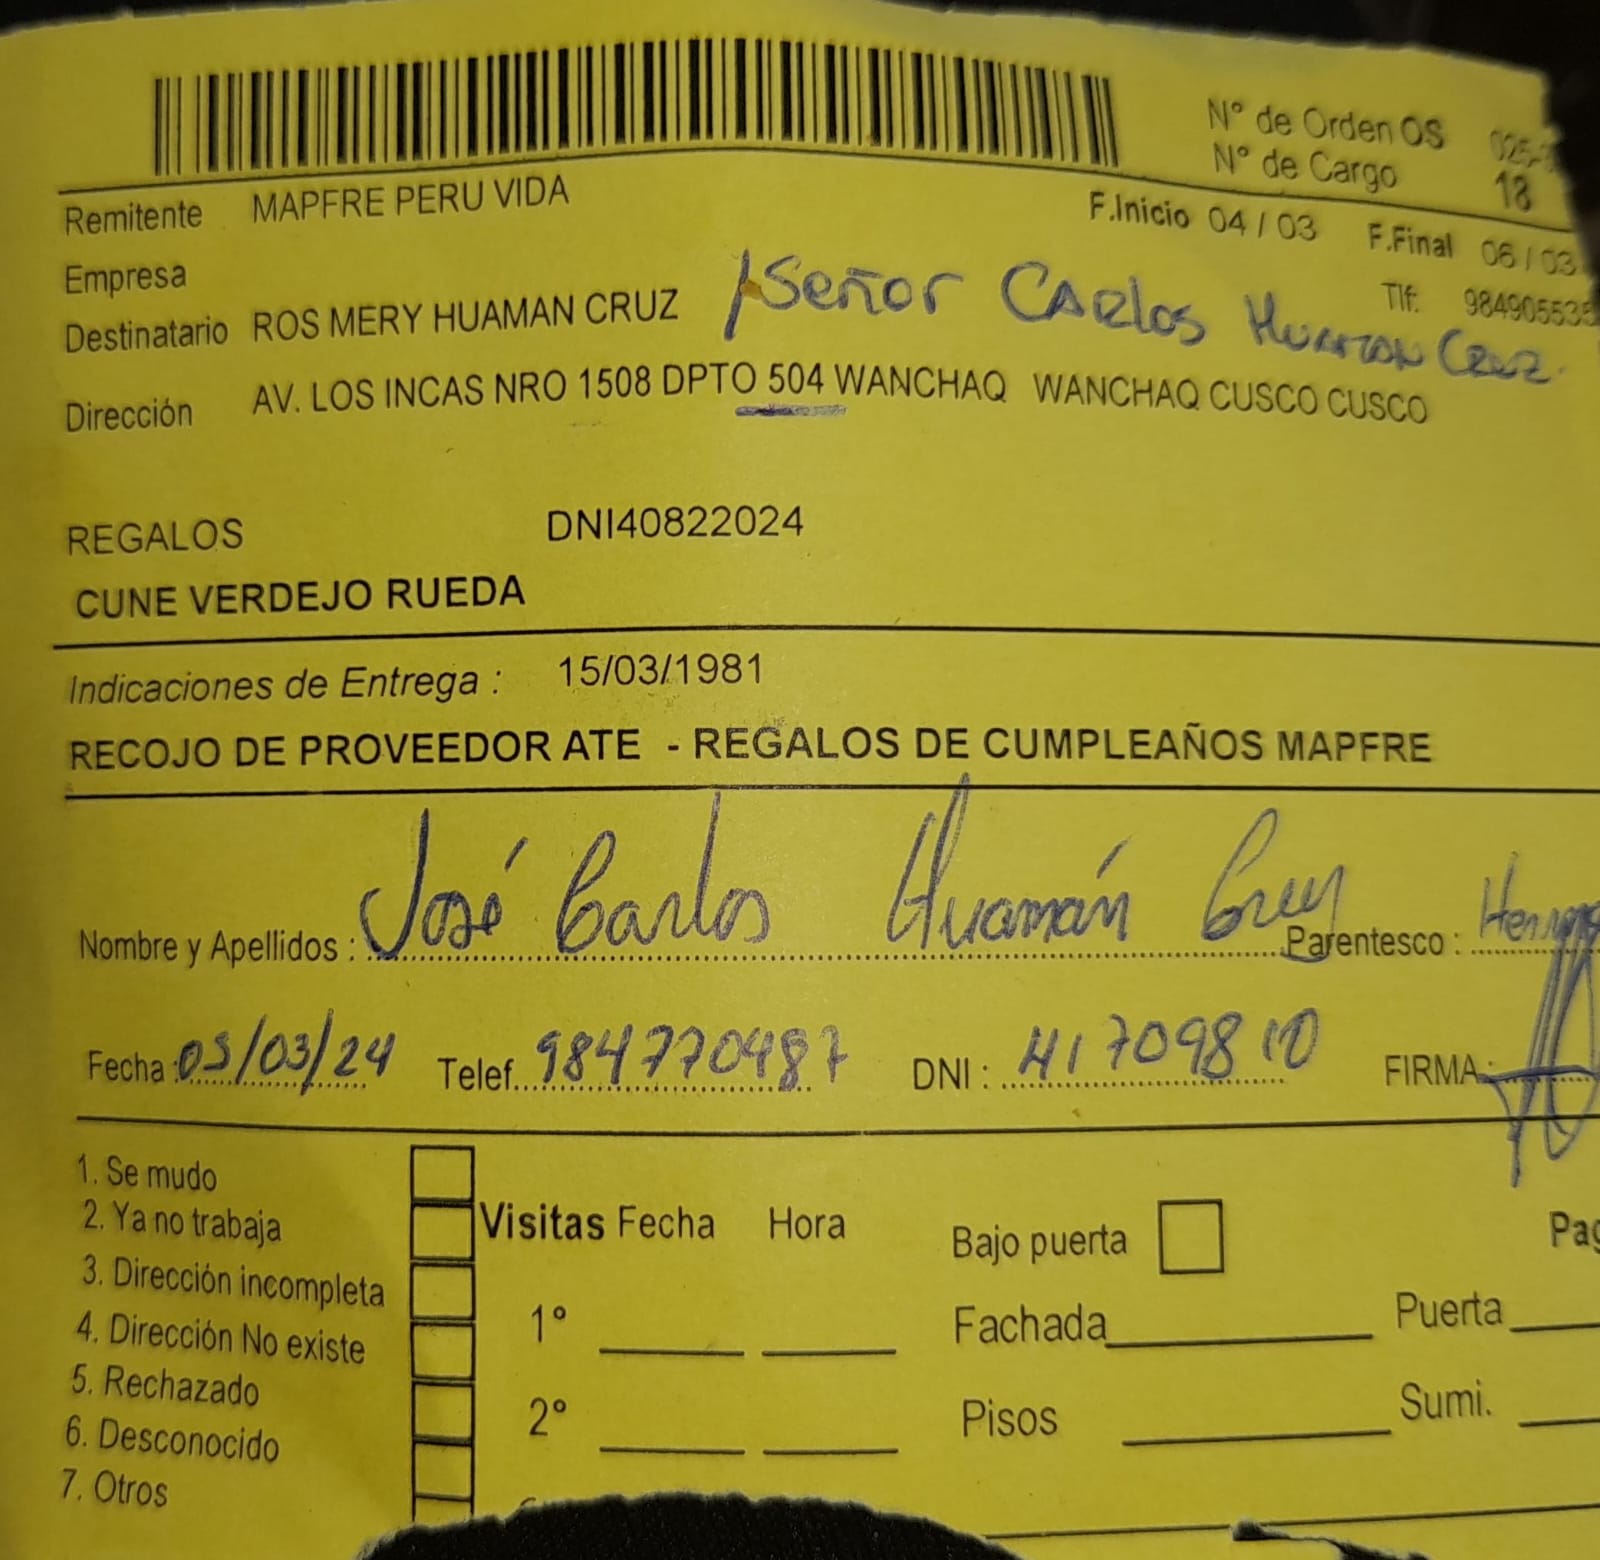 Nº de Orden OS
Nº de Cargo 18
Remitente MAPFRE PERU VIDA F.Inicio 04 / 03 F.Final 06 / 03
Empresa
Destinatario ROS MERY HUAMAN CRUZ /Señor CARlos HUAMAN CRUZ. Tlf: 984905535
Dirección AV. LOS INCAS NRO 1508 DPTO 504 WANCHAQ WANCHAQ CUSCO CUSCO
REGALOS DNI40822024
CUNE VERDEJO RUEDA
Indicaciones de Entrega : 15/03/1981
RECOJO DE PROVEEDOR ATE - REGALOS DE CUMPLEAÑOS MAPFRE
Nombre y Apellidos : José Carlos Huamán Cruz Parentesco :
Fecha : 05/03/24 Telef. 984770487 DNI : 41709810 FIRMA :
1. Se mudo
2. Ya no trabaja Visitas Fecha Hora Bajo puerta
3. Dirección incompleta
4. Dirección No existe 1º Fachada Puerta
5. Rechazado
6. Desconocido 2º Pisos Sumi.
7. Otros